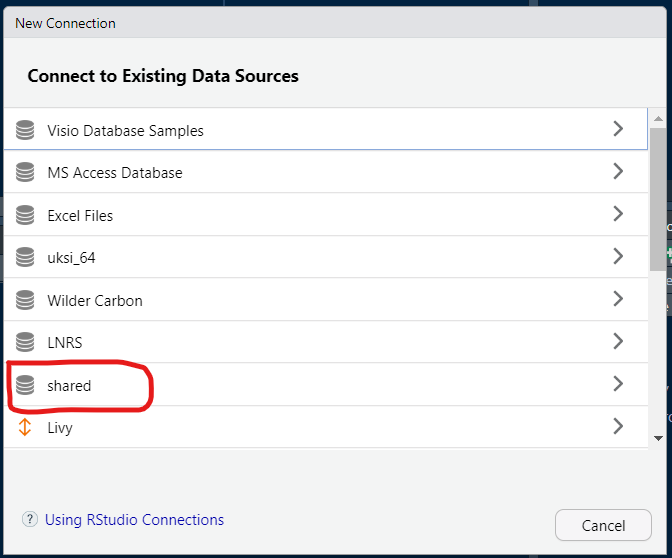 New Connection
Connect to Existing Data Sources
Visio Database Samples
MS Access Database
Excel Files
uksi_64
Wilder Carbon
LNRS
shared
Livy
? Using RStudio Connections
Cancel